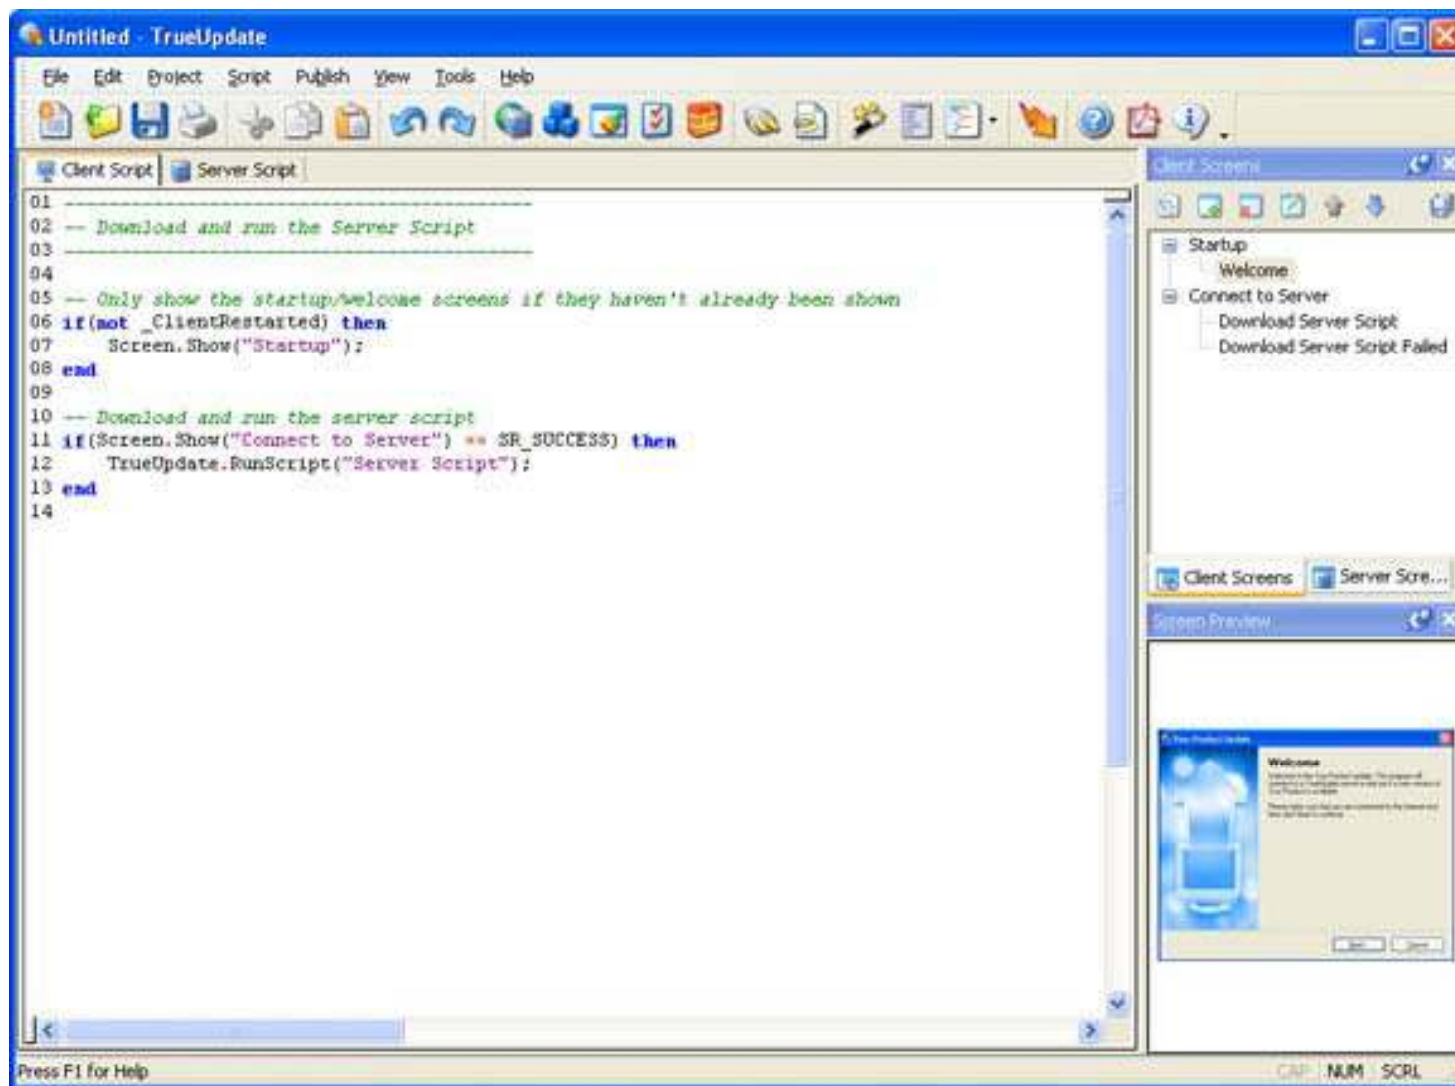 Untitled - TrueUpdate
File Edit Project Script Publish View Tools Help
Client Script Server Script
01 ------------------------------------------
02 -- Download and run the Server Script
03 ------------------------------------------
04
05 -- Only show the startup/welcome screens if they haven't already been shown
06 if(not _ClientRestarted) then
07 Screen.Show("Startup");
08 end
09
10 -- Download and run the server script
11 if(Screen.Show("Connect to Server") == SR_SUCCESS) then
12 TrueUpdate.RunScript("Server Script");
13 end
14
Client Screens
Startup
Welcome
Connect to Server
Download Server Script
Download Server Script Failed
Client Screens Server Scre...
Screen Preview
Welcome
Press F1 for Help
CAP NUM SCRL